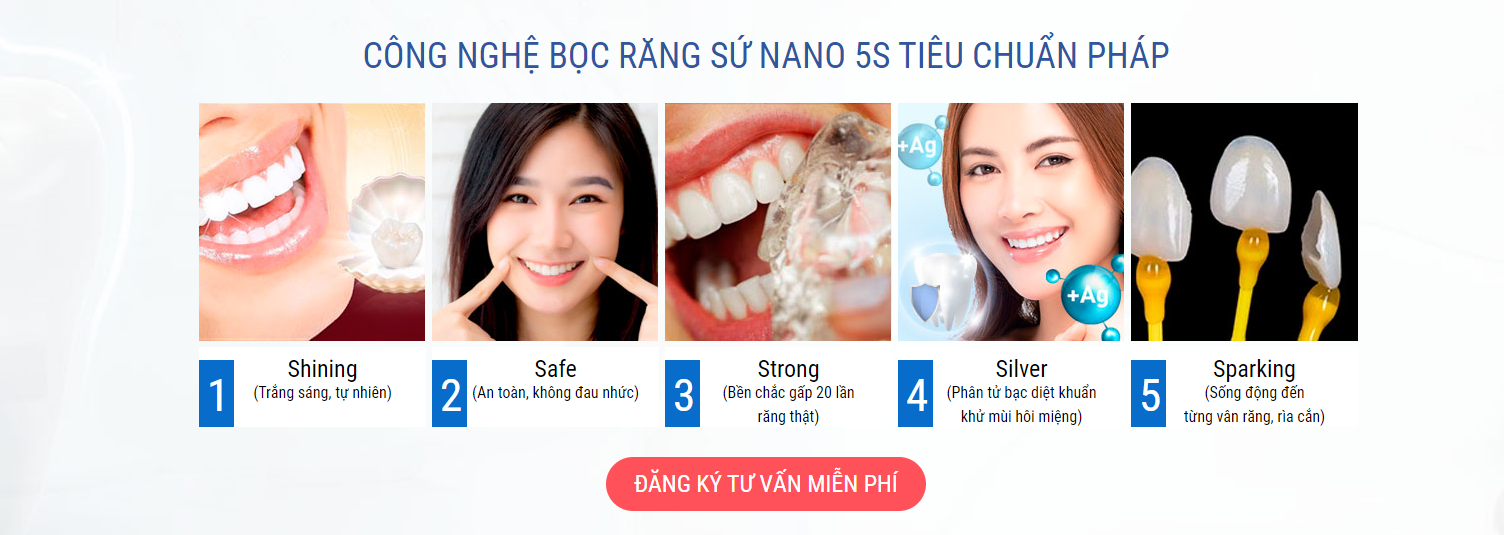 CÔNG NGHỆ BỌC RĂNG SỨ NANO 5S TIÊU CHUẨN PHÁP
+Ag
+Ag
1
Shining
(Trắng sáng, tự nhiên)
2
Safe
(An toàn, không đau nhức)
3
Strong
(Bền chắc gấp 20 lần
răng thật)
4
Silver
(Phân tử bạc diệt khuẩn
khử mùi hôi miệng)
5
Sparking
(Sống động đến
từng vân răng, rìa cắn)
ĐĂNG KÝ TƯ VẤN MIỄN PHÍ